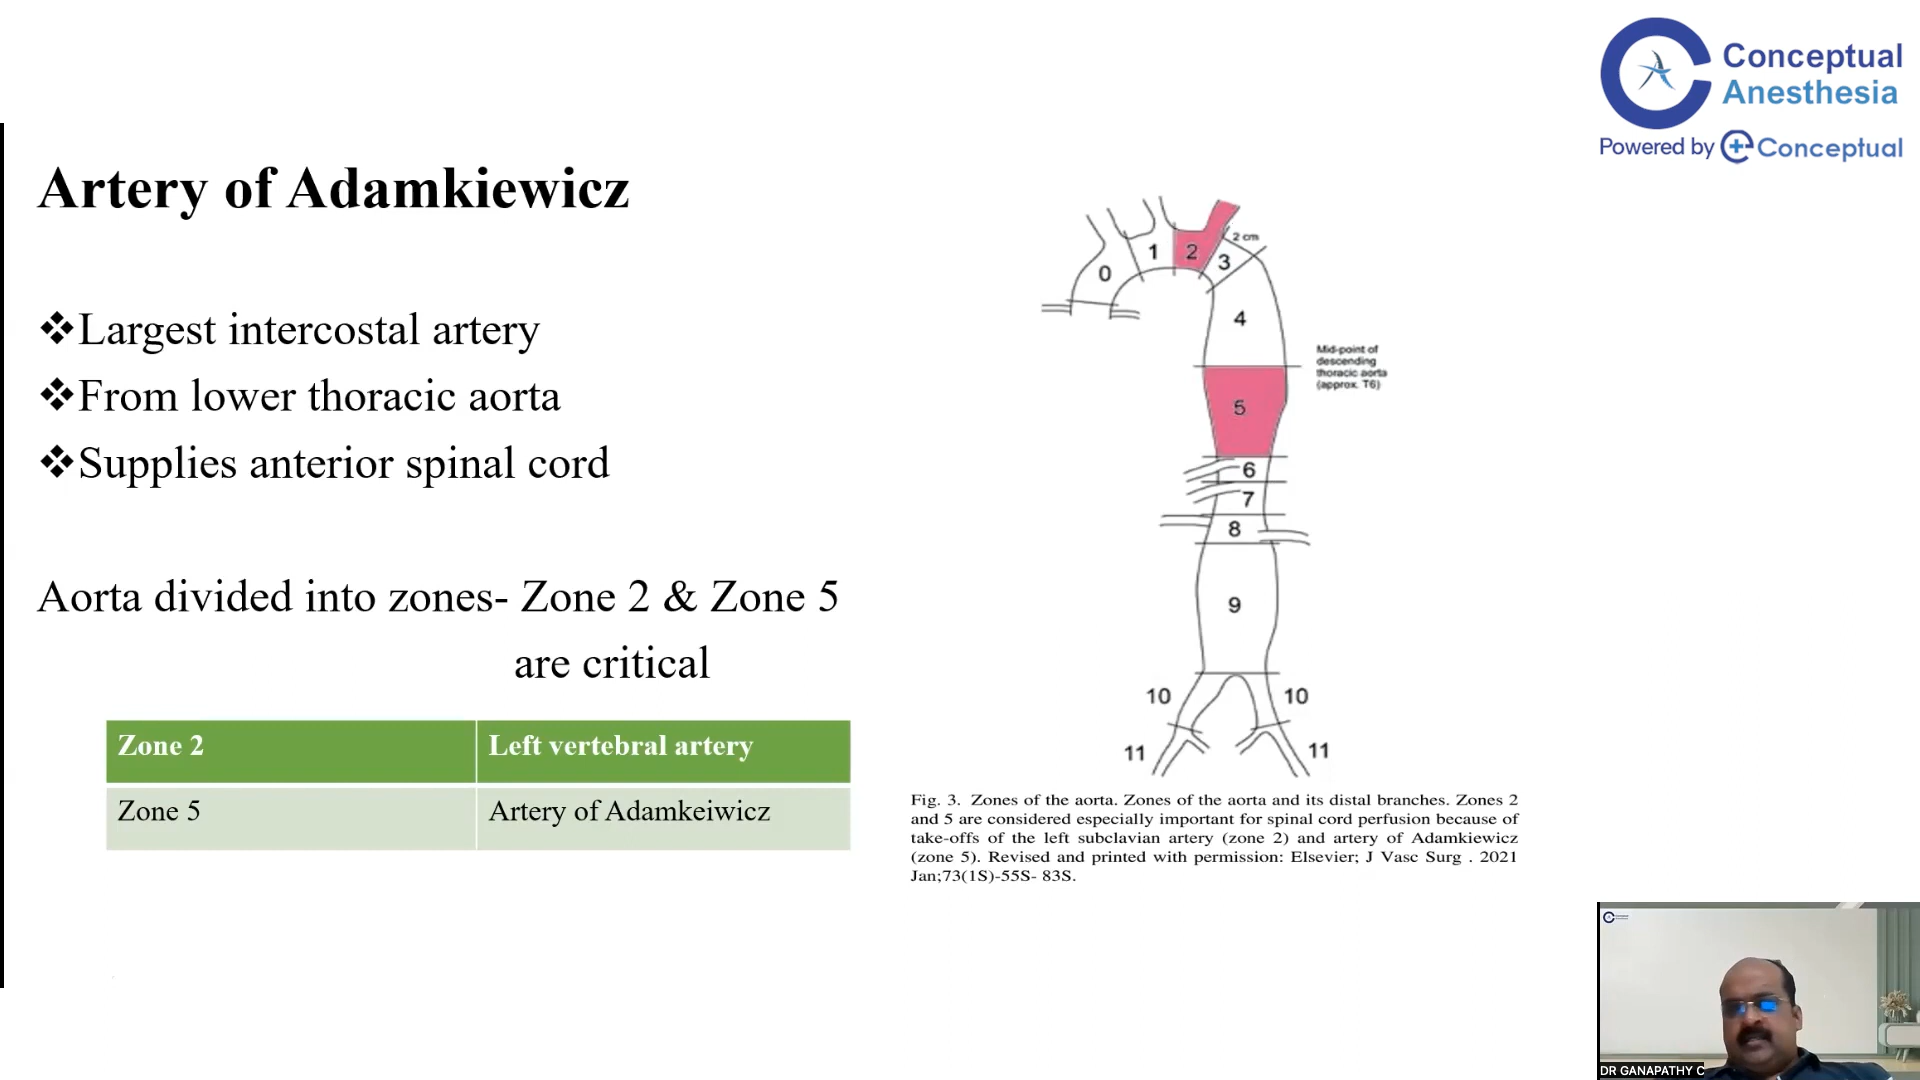 Conceptual
Anesthesia
Powered by Conceptual
Artery of Adamkiewicz
❖Largest intercostal artery
❖From lower thoracic aorta
❖Supplies anterior spinal cord
Aorta divided into zones- Zone 2 & Zone 5
are critical
Zone 2 Left vertebral artery
Zone 5 Artery of Adamkeiwicz
2 cm
0
1
2
3
4
Mid-point of
descending
thoracic aorta
(approx. T6)
5
6
7
8
9
10 10
11 11
Fig. 3. Zones of the aorta. Zones of the aorta and its distal branches. Zones 2
and 5 are considered especially important for spinal cord perfusion because of
take-offs of the left subclavian artery (zone 2) and artery of Adamkiewicz
(zone 5). Revised and printed with permission: Elsevier; J Vasc Surg . 2021
Jan;73(1S)-55S- 83S.
DR GANAPATHY C